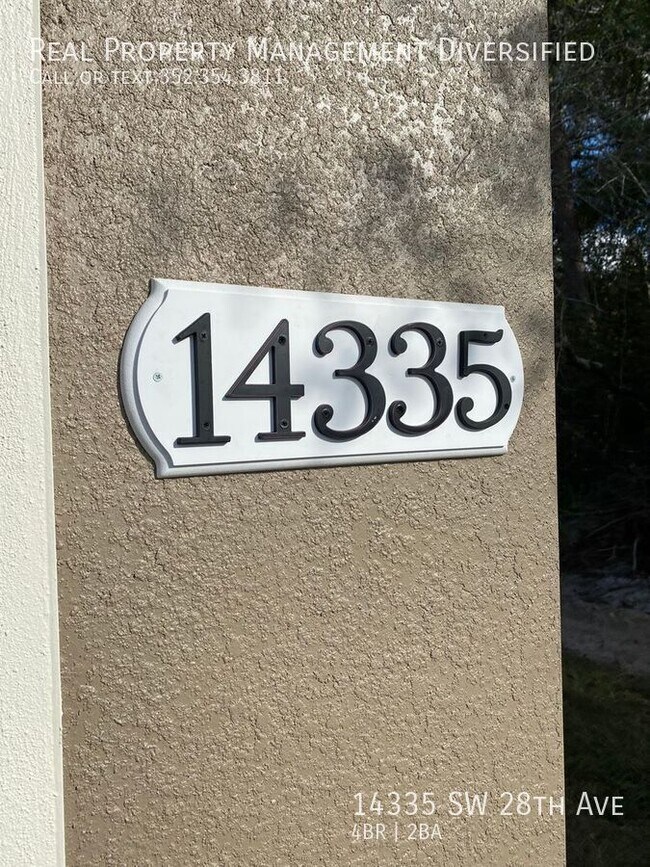 Real Property Management Diversified
Call or text:352.354.3811
14335
14335 SW 28th Ave
4BR | 2BA